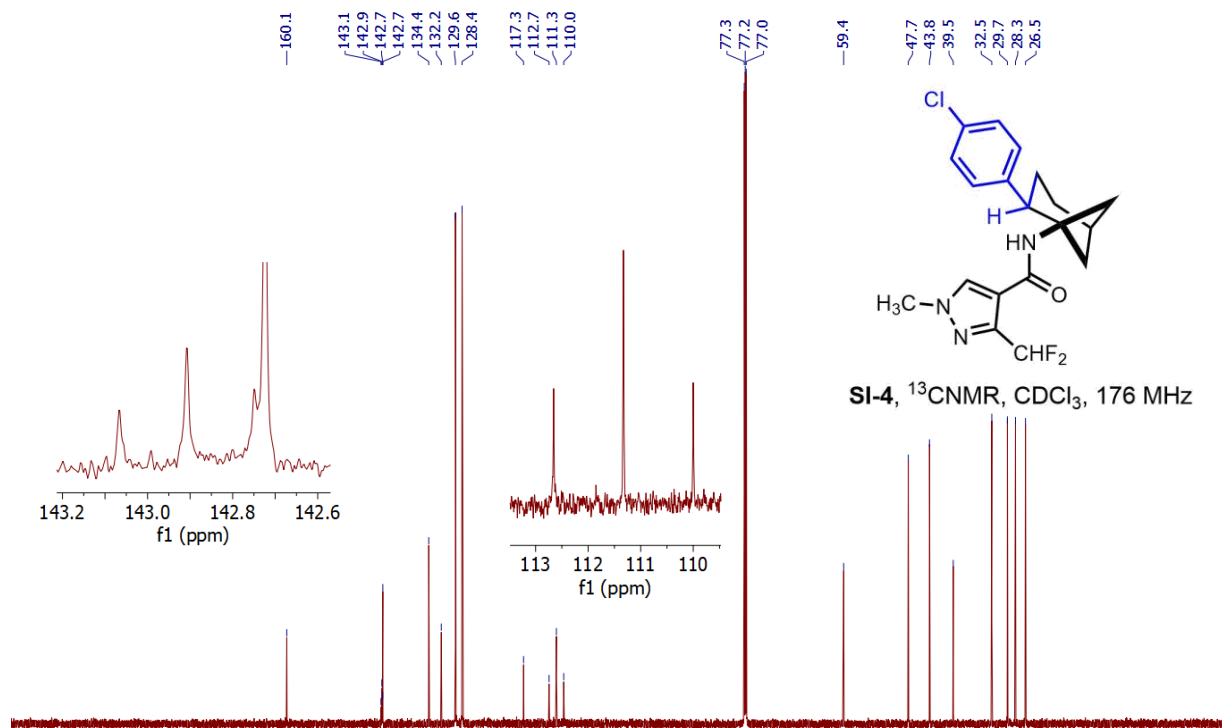 160.1
143.1
142.9
142.7
142.7
134.4
132.2
129.6
128.4
117.3
112.7
111.3
110.0
77.3
77.2
77.0
59.4
47.7
43.8
39.5
32.5
29.7
28.3
26.5
Cl
H
HN
O
H₃C
N
N
CHF₂
SI-4, ¹³CNMR, CDCl₃, 176 MHz
143.2 143.0 142.8 142.6
f1 (ppm)
113 112 111 110
f1 (ppm)